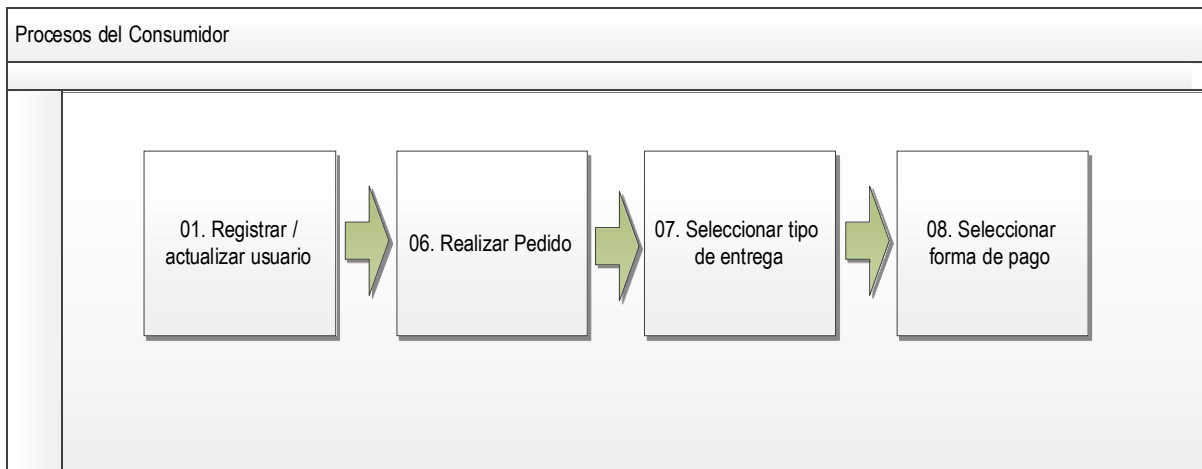 Procesos del Consumidor
01. Registrar /
actualizar usuario
06. Realizar Pedido
07. Seleccionar tipo
de entrega
08. Seleccionar
forma de pago